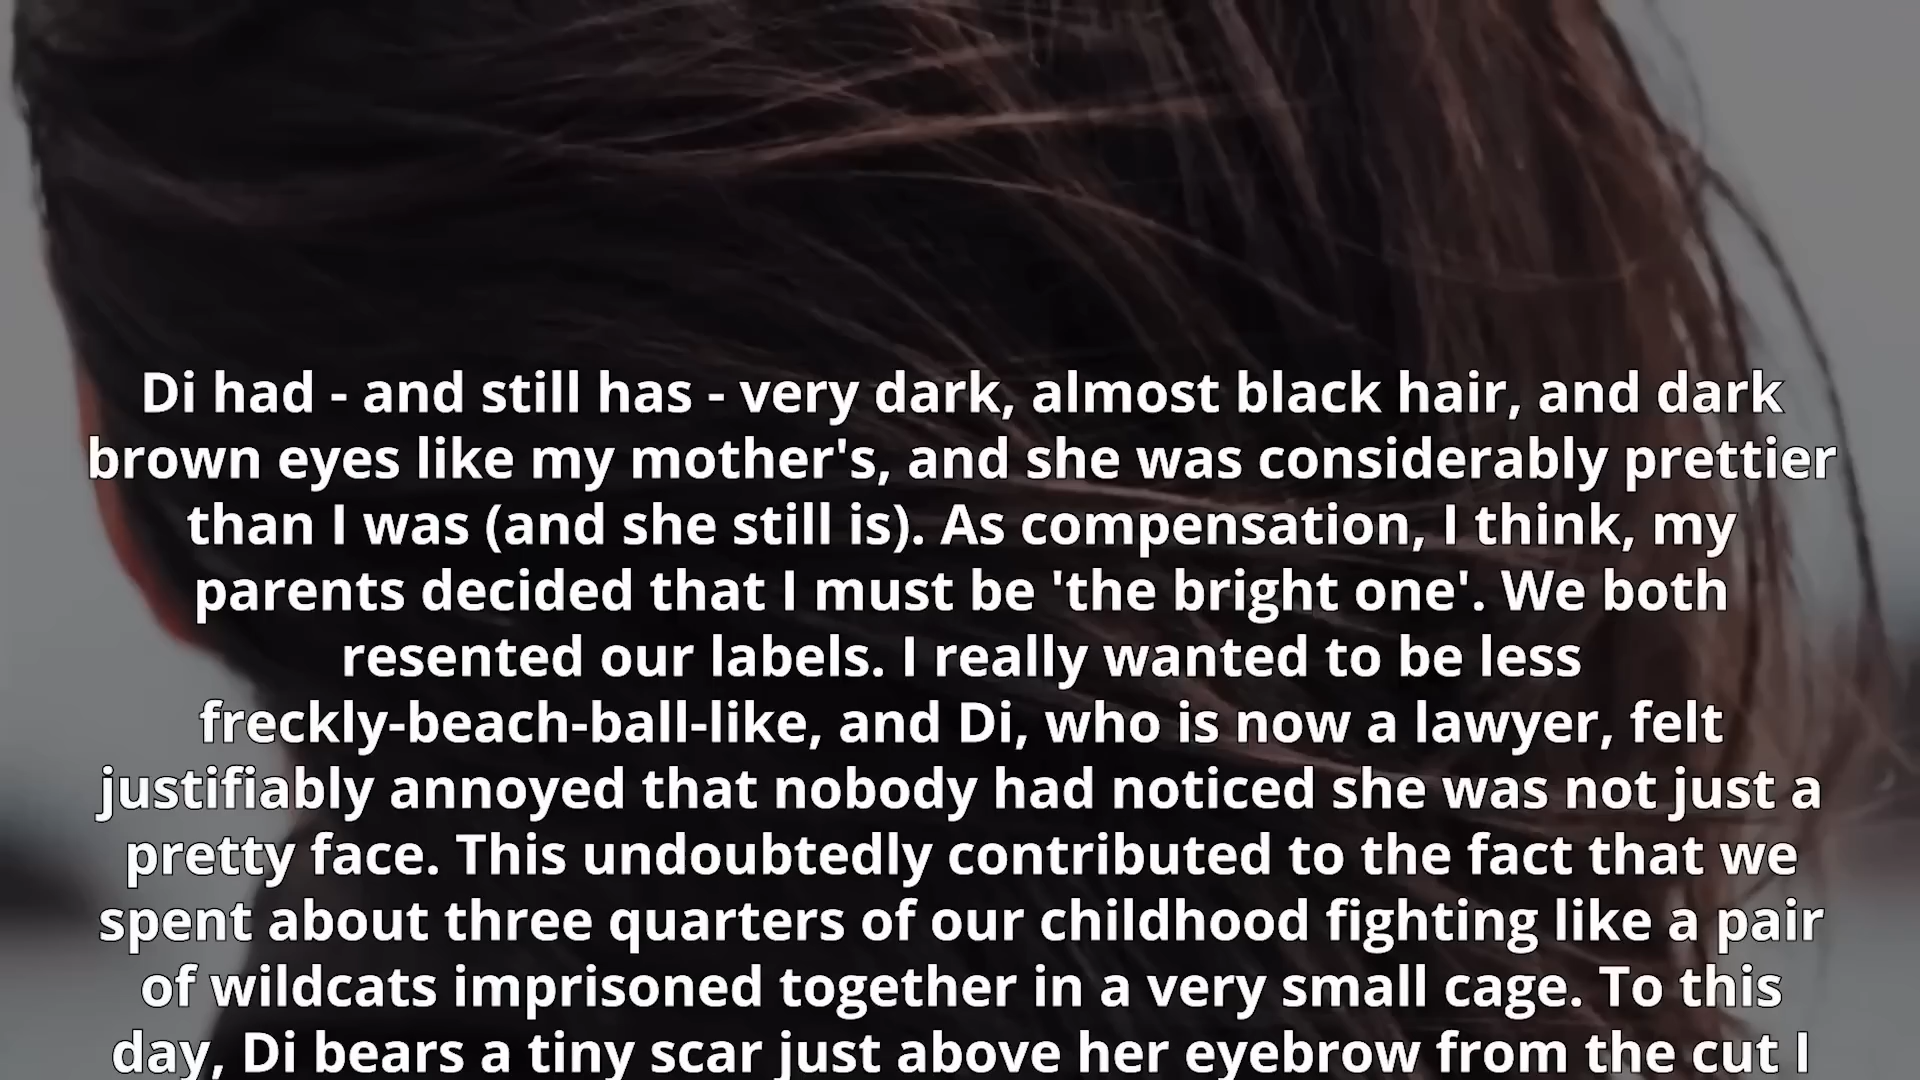 Di had - and still has - very dark, almost black hair, and dark
brown eyes like my mother's, and she was considerably prettier
than I was (and she still is). As compensation, I think, my
parents decided that I must be 'the bright one'. We both
resented our labels. I really wanted to be less
freckly-beach-ball-like, and Di, who is now a lawyer, felt
justifiably annoyed that nobody had noticed she was not just a
pretty face. This undoubtedly contributed to the fact that we
spent about three quarters of our childhood fighting like a pair
of wildcats imprisoned together in a very small cage. To this
day, Di bears a tiny scar just above her eyebrow from the cut I